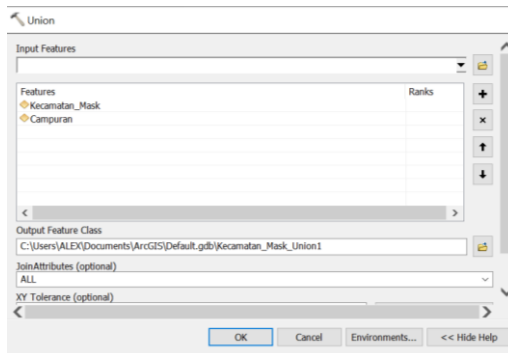 Union
Input Features
Features Ranks
Kecamatan_Mask
Campuran
Output Feature Class
C:\Users\ALEX\Documents\ArcGIS\Default.gdb\Kecamatan_Mask_Union1
JoinAttributes (optional)
ALL
XY Tolerance (optional)
OK Cancel Environments... << Hide Help